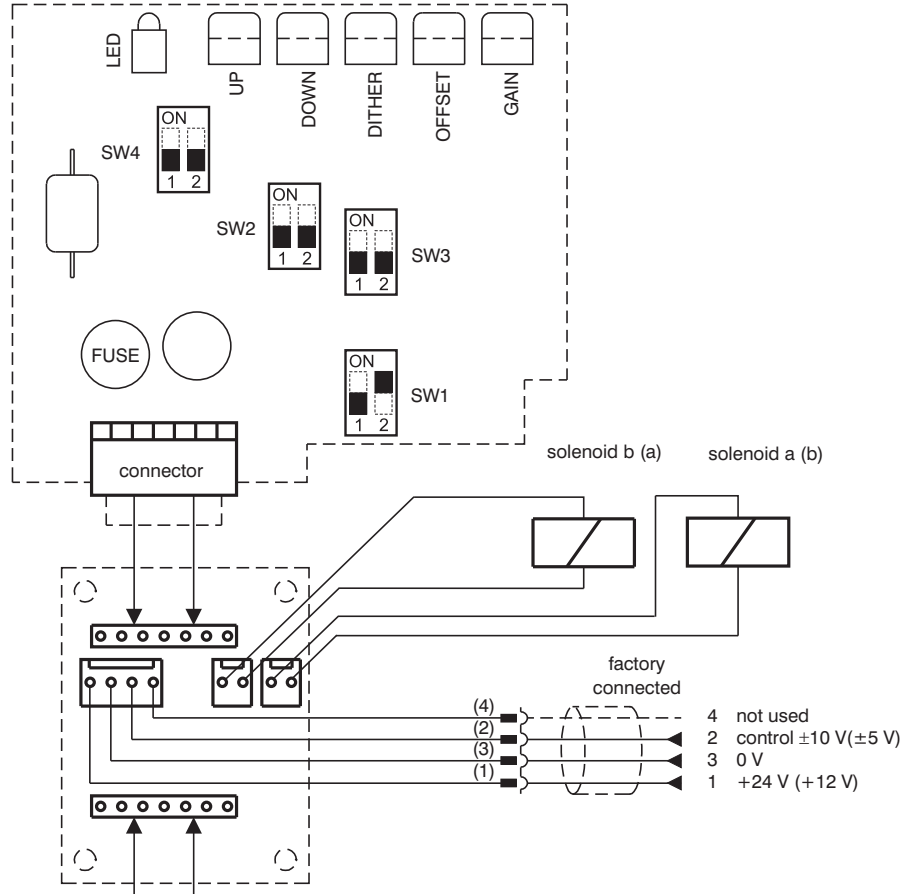 LED
UP
DOWN
DITHER
OFFSET
GAIN
ON
SW4
1 2
ON
SW2
1 2
ON
SW3
1 2
FUSE
ON
SW1
1 2
connector
solenoid b (a)
solenoid a (b)
factory
connected
(4)
4 not used
(2)
2 control ±10 V(±5 V)
(3)
3 0 V
(1)
1 +24 V (+12 V)